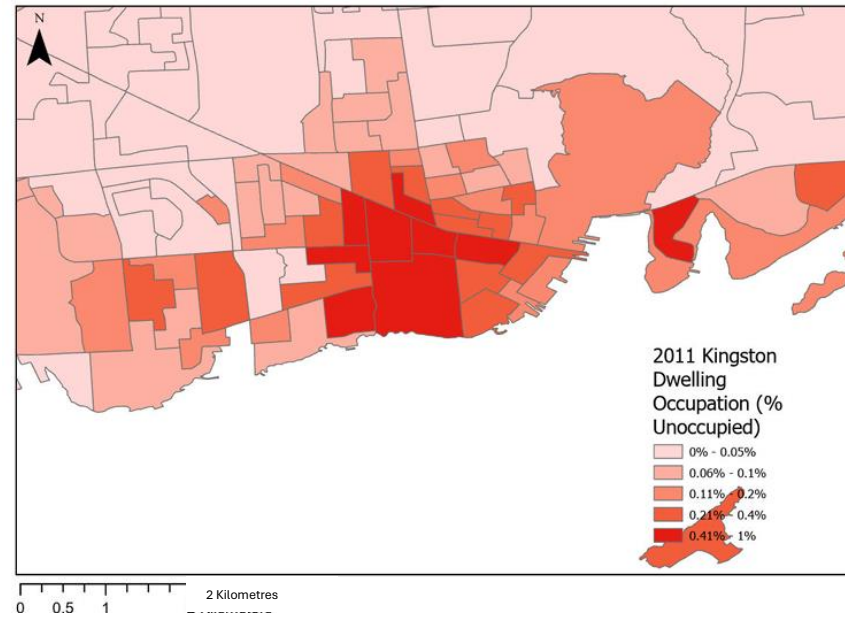 N
2011 Kingston
Dwelling
Occupation (%
Unoccupied)
0% - 0.05%
0.06% - 0.1%
0.11% - 0.2%
0.21% - 0.4%
0.41% - 1%
2 Kilometres
0 0.5 1